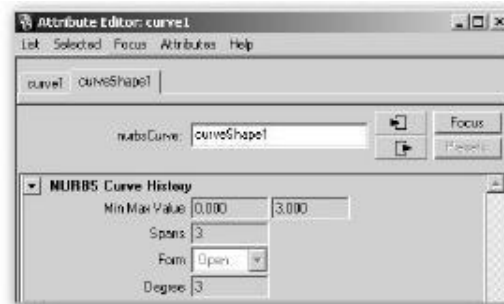 Attribute Editor: curve1
List Selected Focus Attributes Help
curve1 curveShape1
nurbsCurve: curveShape1
Focus
Presets
NURBS Curve History
Min Max Value 0.000 3.000
Spans 3
Form Open
Degree 3